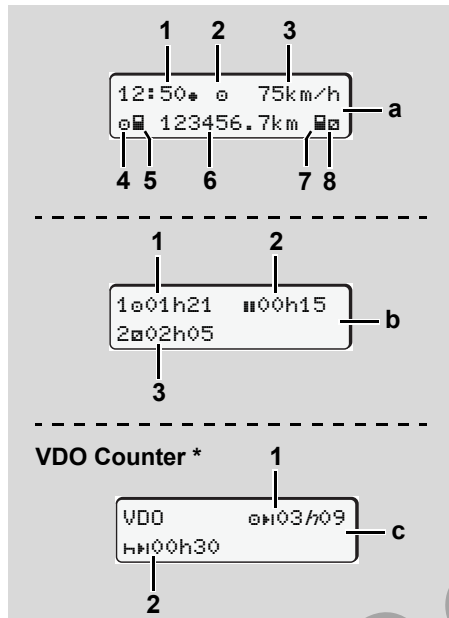 1 2 3
12:50● ⊙ 75km/h
a
⊙ 123456.7km
4 5 6 7 8
1 2
1⊙01h21 00h15
b
2 02h05
3
VDO Counter * 1
VDO ⊙ 03h09
c
00h30
2